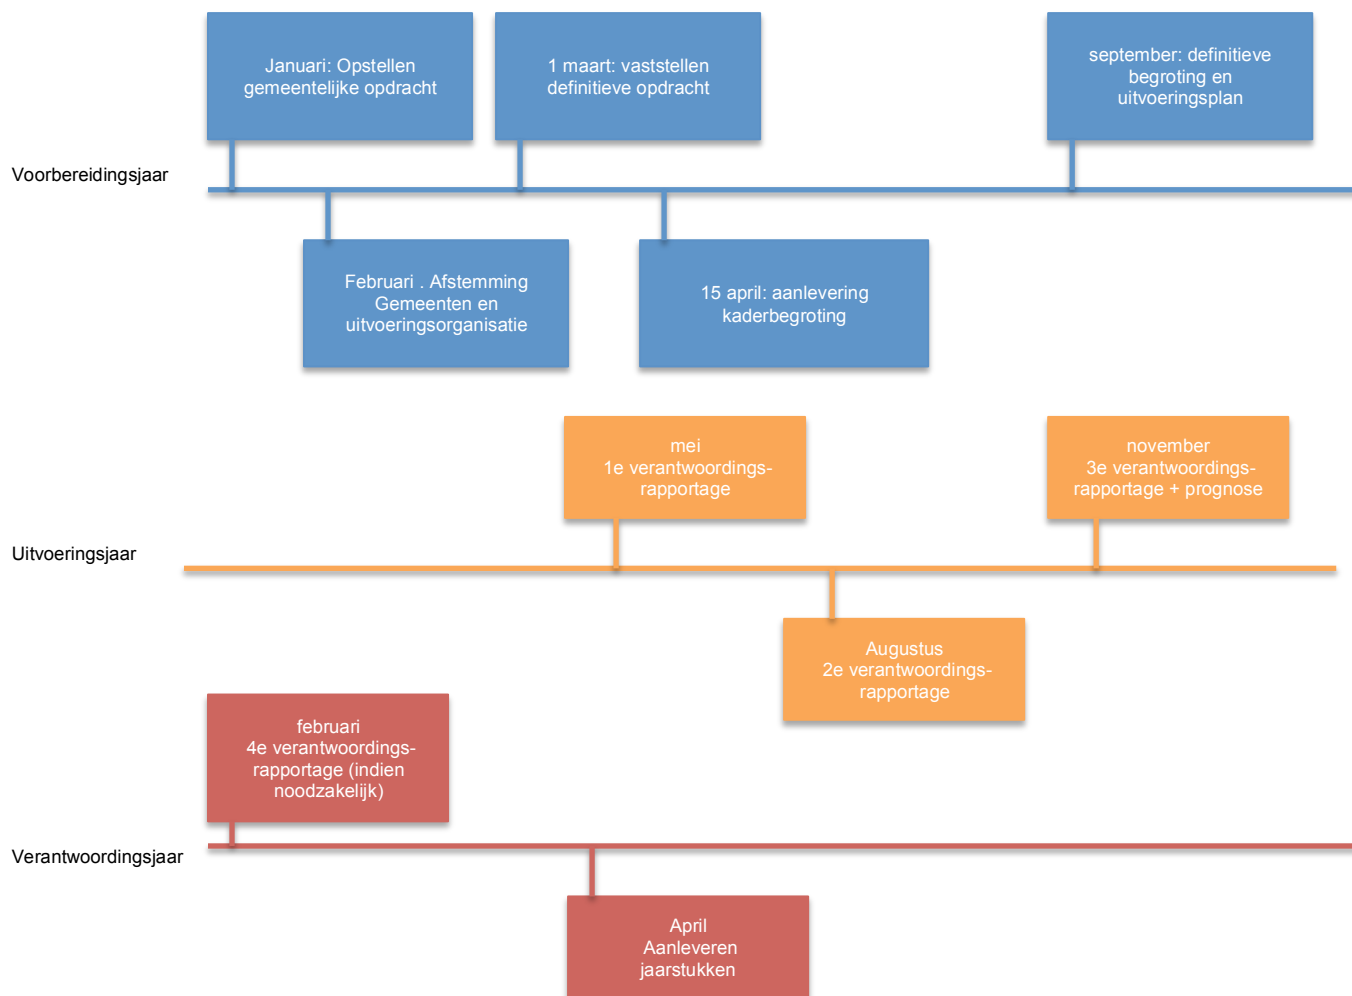 Januari: Opstellen
gemeentelijke opdracht
1 maart: vaststellen
definitieve opdracht
september: definitieve
begroting en
uitvoeringsplan
Voorbereidingsjaar
Februari . Afstemming
Gemeenten en
uitvoeringsorganisatie
15 april: aanlevering
kaderbegroting
mei
1e verantwoordings-
rapportage
november
3e verantwoordings-
rapportage + prognose
Uitvoeringsjaar
Augustus
2e verantwoordings-
rapportage
februari
4e verantwoordings-
rapportage (indien
noodzakelijk)
Verantwoordingsjaar
April
Aanleveren
jaarstukken